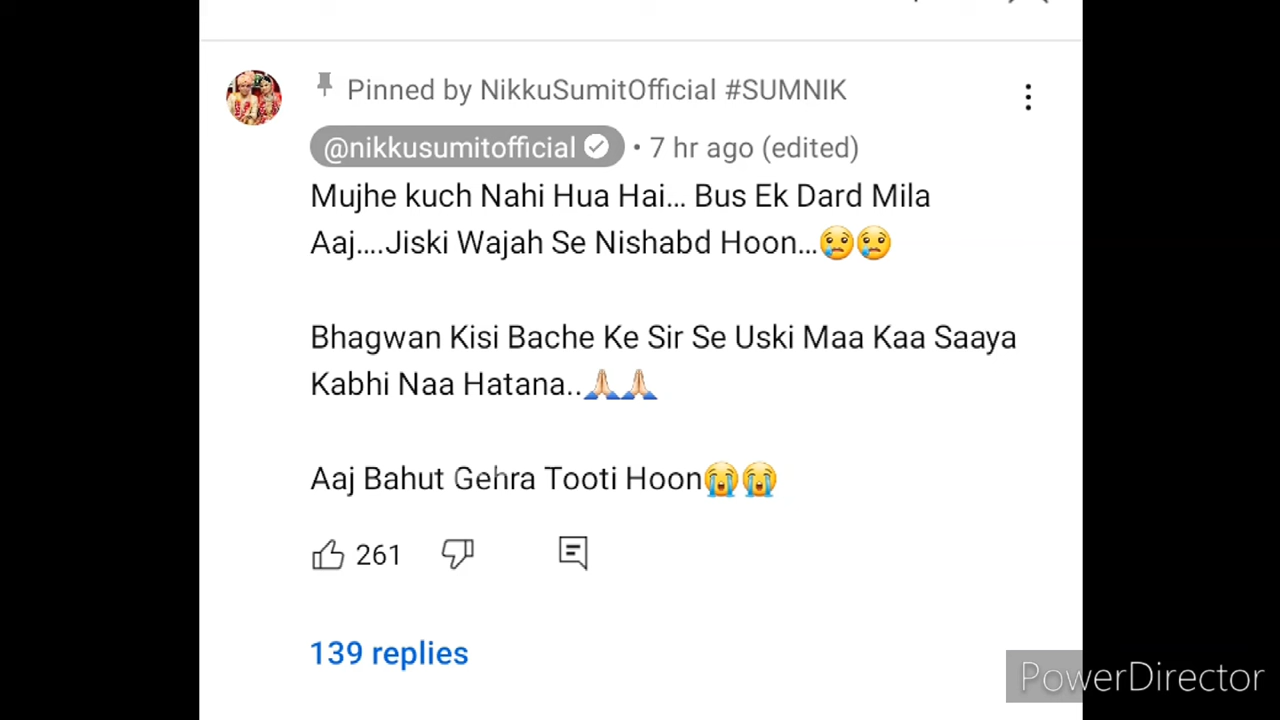 Pinned by NikkuSumitOfficial #SUMNIK
@nikkusumitofficial • 7 hr ago (edited)
Mujhe kuch Nahi Hua Hai... Bus Ek Dard Mila
Aaj....Jiski Wajah Se Nishabd Hoon...😢😢
Bhagwan Kisi Bache Ke Sir Se Uski Maa Kaa Saaya
Kabhi Naa Hatana..🙏🏻🙏🏻
Aaj Bahut Gehra Tooti Hoon😭😭
261
139 replies
PowerDirector